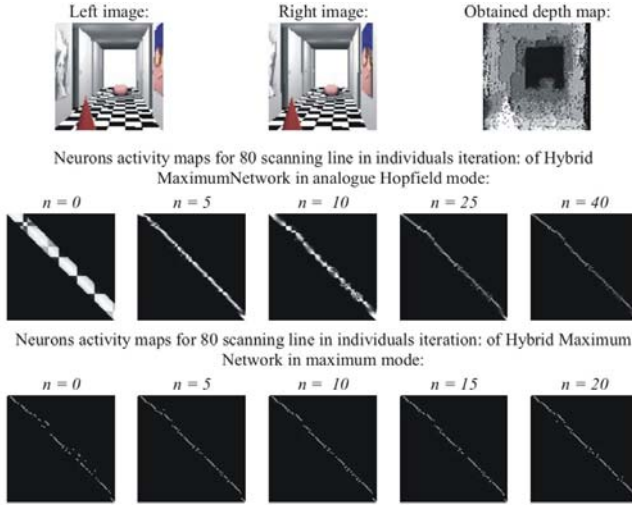 Left image: Right image: Obtained depth map:
Neurons activity maps for 80 scanning line in individuals iteration: of Hybrid
MaximumNetwork in analogue Hopfield mode:
n = 0 n = 5 n = 10 n = 25 n = 40
Neurons activity maps for 80 scanning line in individuals iteration: of Hybrid Maximum
Network in maximum mode:
n = 0 n = 5 n = 10 n = 15 n = 20